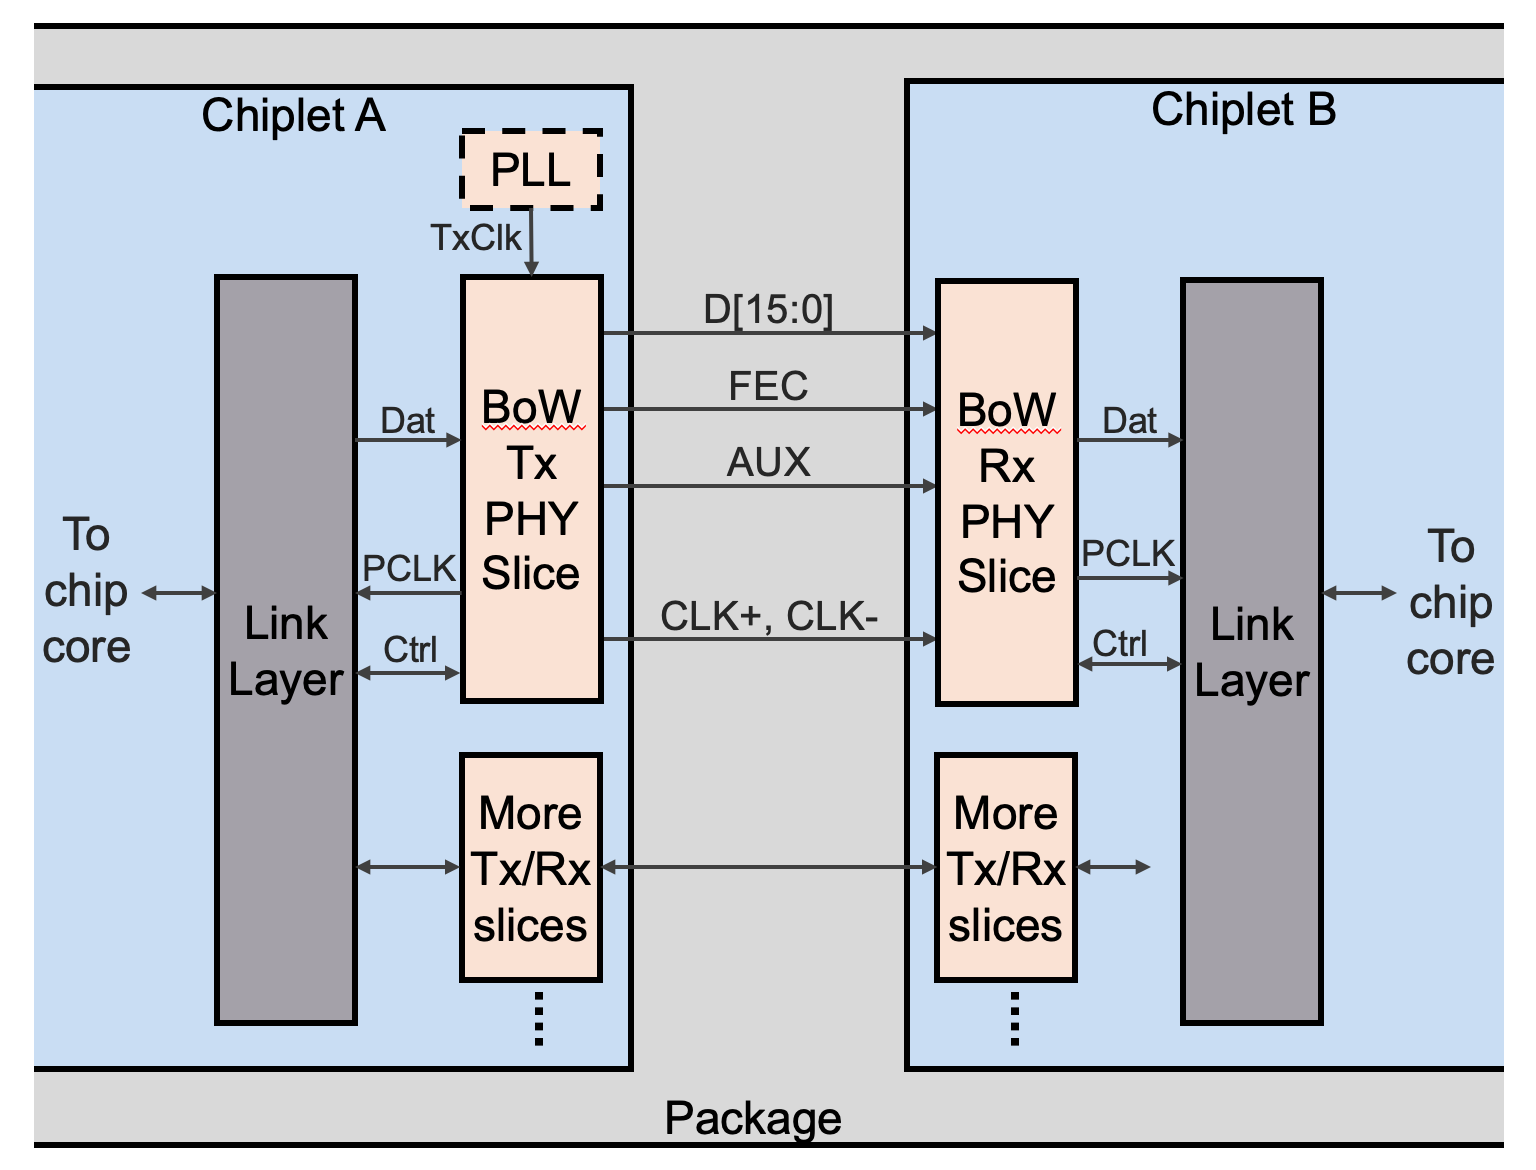 Chiplet A
Chiplet B
PLL
TxClk
D[15:0]
FEC
AUX
CLK+, CLK-
BoW
Tx
PHY
Slice
BoW
Rx
PHY
Slice
Dat
PCLK
Ctrl
Dat
PCLK
Ctrl
To
chip
core
Link
Layer
Link
Layer
To
chip
core
More
Tx/Rx
slices
More
Tx/Rx
slices
Package